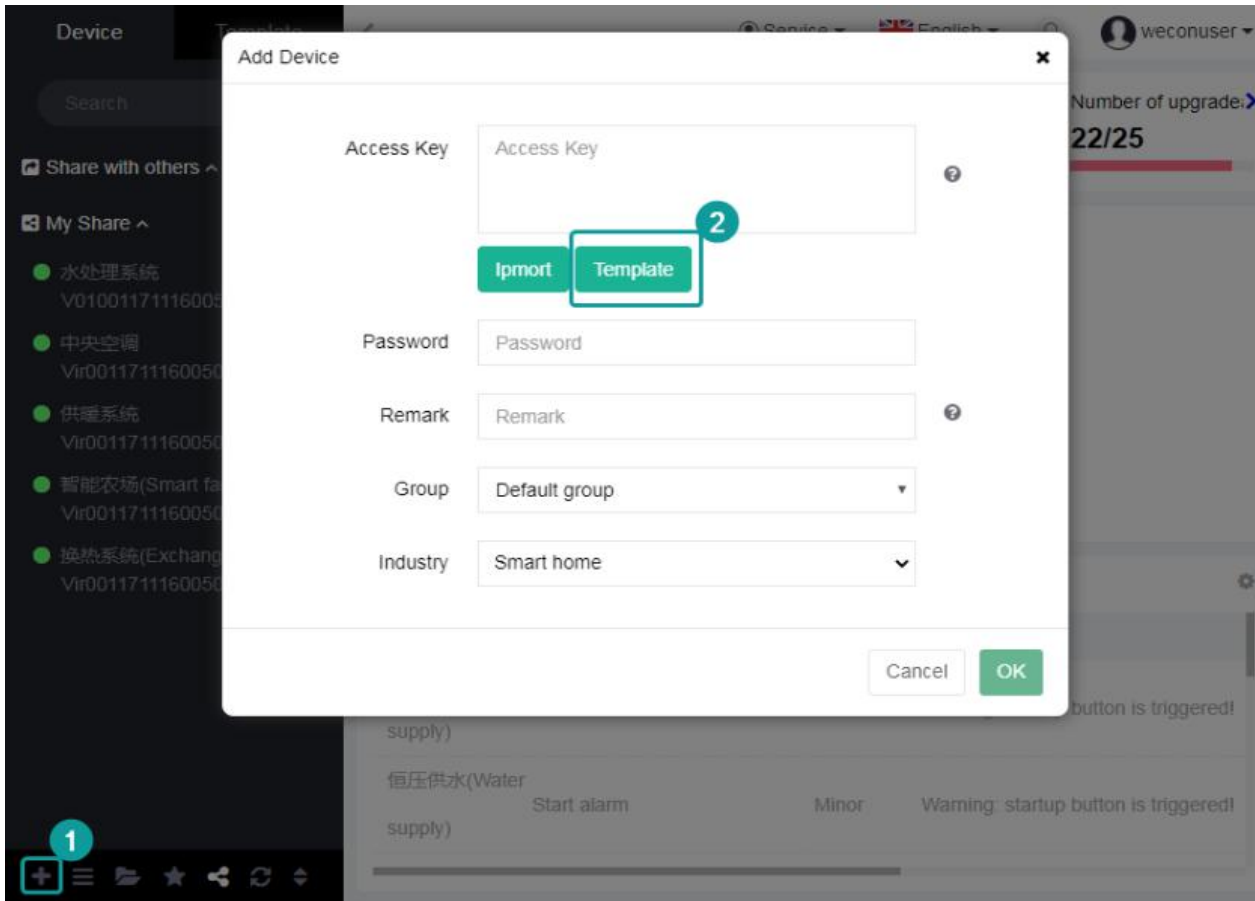 Device
Template
Service
English
weconuser
Add Device
Search
Number of upgrade
22/25
Share with others
My Share
水处理系统
V01001171116005
中央空调
Vir0011711160050
供暖系统
Vir0011711160050
智能农场(Smart fa
Vir0011711160050
换热系统(Exchang
Vir0011711160050
Access Key
Access Key
2
Ipmort
Template
Password
Password
Remark
Remark
Group
Default group
Industry
Smart home
Cancel
OK
button is triggered!
supply)
恒压供水(Water
Start alarm
Minor
Warning: startup button is triggered!
supply)
1